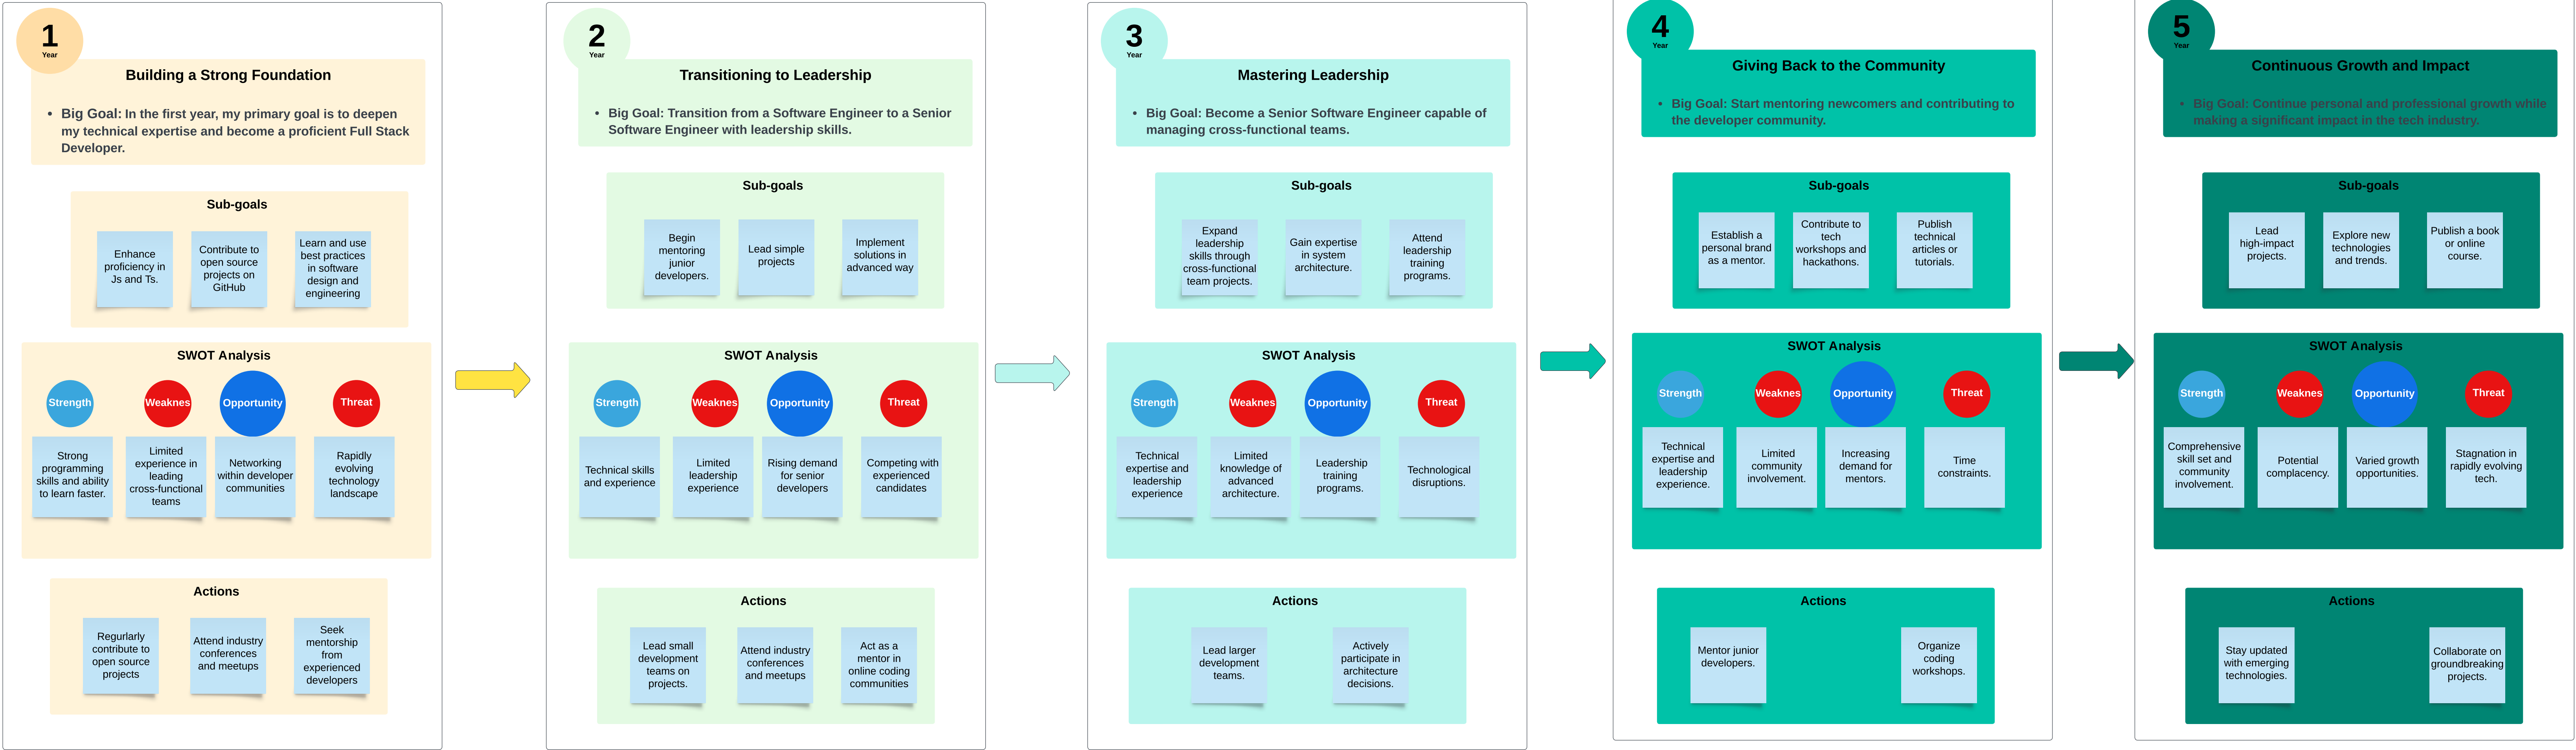 1
Year
Building a Strong Foundation
• Big Goal: In the first year, my primary goal is to deepen
my technical expertise and become a proficient Full Stack
Developer.
Sub-goals
Enhance
proficiency in
Js and Ts.
Contribute to
open source
projects on
GitHub
Learn and use
best practices
in software
design and
engineering
SWOT Analysis
Strength
Weaknes
Opportunity
Threat
Strong
programming
skills and ability
to learn faster.
Limited
experience in
leading
cross-functional
teams
Networking
within developer
communities
Rapidly
evolving
technology
landscape
Actions
Regurlarly
contribute to
open source
projects
Attend industry
conferences
and meetups
Seek
mentorship
from
experienced
developers
2
Year
Transitioning to Leadership
• Big Goal: Transition from a Software Engineer to a Senior
Software Engineer with leadership skills.
Sub-goals
Begin
mentoring
junior
developers.
Lead simple
projects
Implement
solutions in
advanced way
SWOT Analysis
Strength
Weaknes
Opportunity
Threat
Technical skills
and experience
Limited
leadership
experience
Rising demand
for senior
developers
Competing with
experienced
candidates
Actions
Lead small
development
teams on
projects.
Attend industry
conferences
and meetups
Act as a
mentor in
online coding
communities
3
Year
Mastering Leadership
• Big Goal: Become a Senior Software Engineer capable of
managing cross-functional teams.
Sub-goals
Expand
leadership
skills through
cross-functional
team projects.
Gain expertise
in system
architecture.
Attend
leadership
training
programs.
SWOT Analysis
Strength
Weaknes
Opportunity
Threat
Technical
expertise and
leadership
experience
Limited
knowledge of
advanced
architecture.
Leadership
training
programs.
Technological
disruptions.
Actions
Lead larger
development
teams.
Actively
participate in
architecture
decisions.
4
Year
Giving Back to the Community
• Big Goal: Start mentoring newcomers and contributing to
the developer community.
Sub-goals
Establish a
personal brand
as a mentor.
Contribute to
tech
workshops and
hackathons.
Publish
technical
articles or
tutorials.
SWOT Analysis
Strength
Weaknes
Opportunity
Threat
Technical
expertise and
leadership
experience.
Limited
community
involvement.
Increasing
demand for
mentors.
Time
constraints.
Actions
Mentor junior
developers.
Organize
coding
workshops.
5
Year
Continuous Growth and Impact
• Big Goal: Continue personal and professional growth while
making a significant impact in the tech industry.
Sub-goals
Lead
high-impact
projects.
Explore new
technologies
and trends.
Publish a book
or online
course.
SWOT Analysis
Strength
Weaknes
Opportunity
Threat
Comprehensive
skill set and
community
involvement.
Potential
complacency.
Varied growth
opportunities.
Stagnation in
rapidly evolving
tech.
Actions
Stay updated
with emerging
technologies.
Collaborate on
groundbreaking
projects.